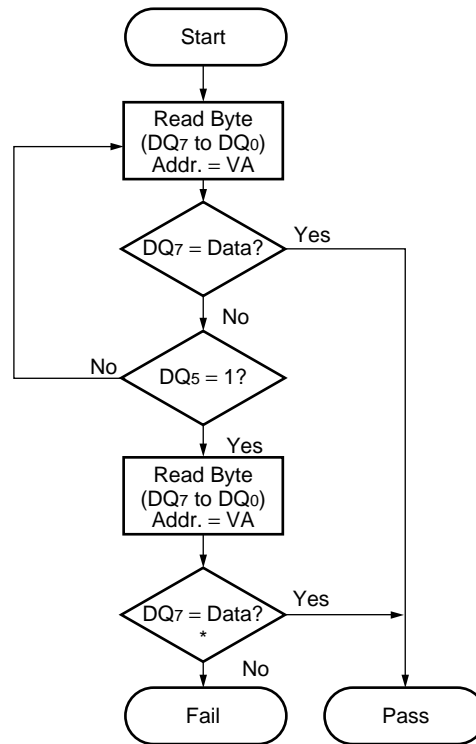 Start
Read Byte
(DQ7 to DQ0)
Addr. = VA
DQ7 = Data?
Yes
No
No
DQ5 = 1?
Yes
Read Byte
(DQ7 to DQ0)
Addr. = VA
DQ7 = Data?
*
Yes
No
Fail
Pass